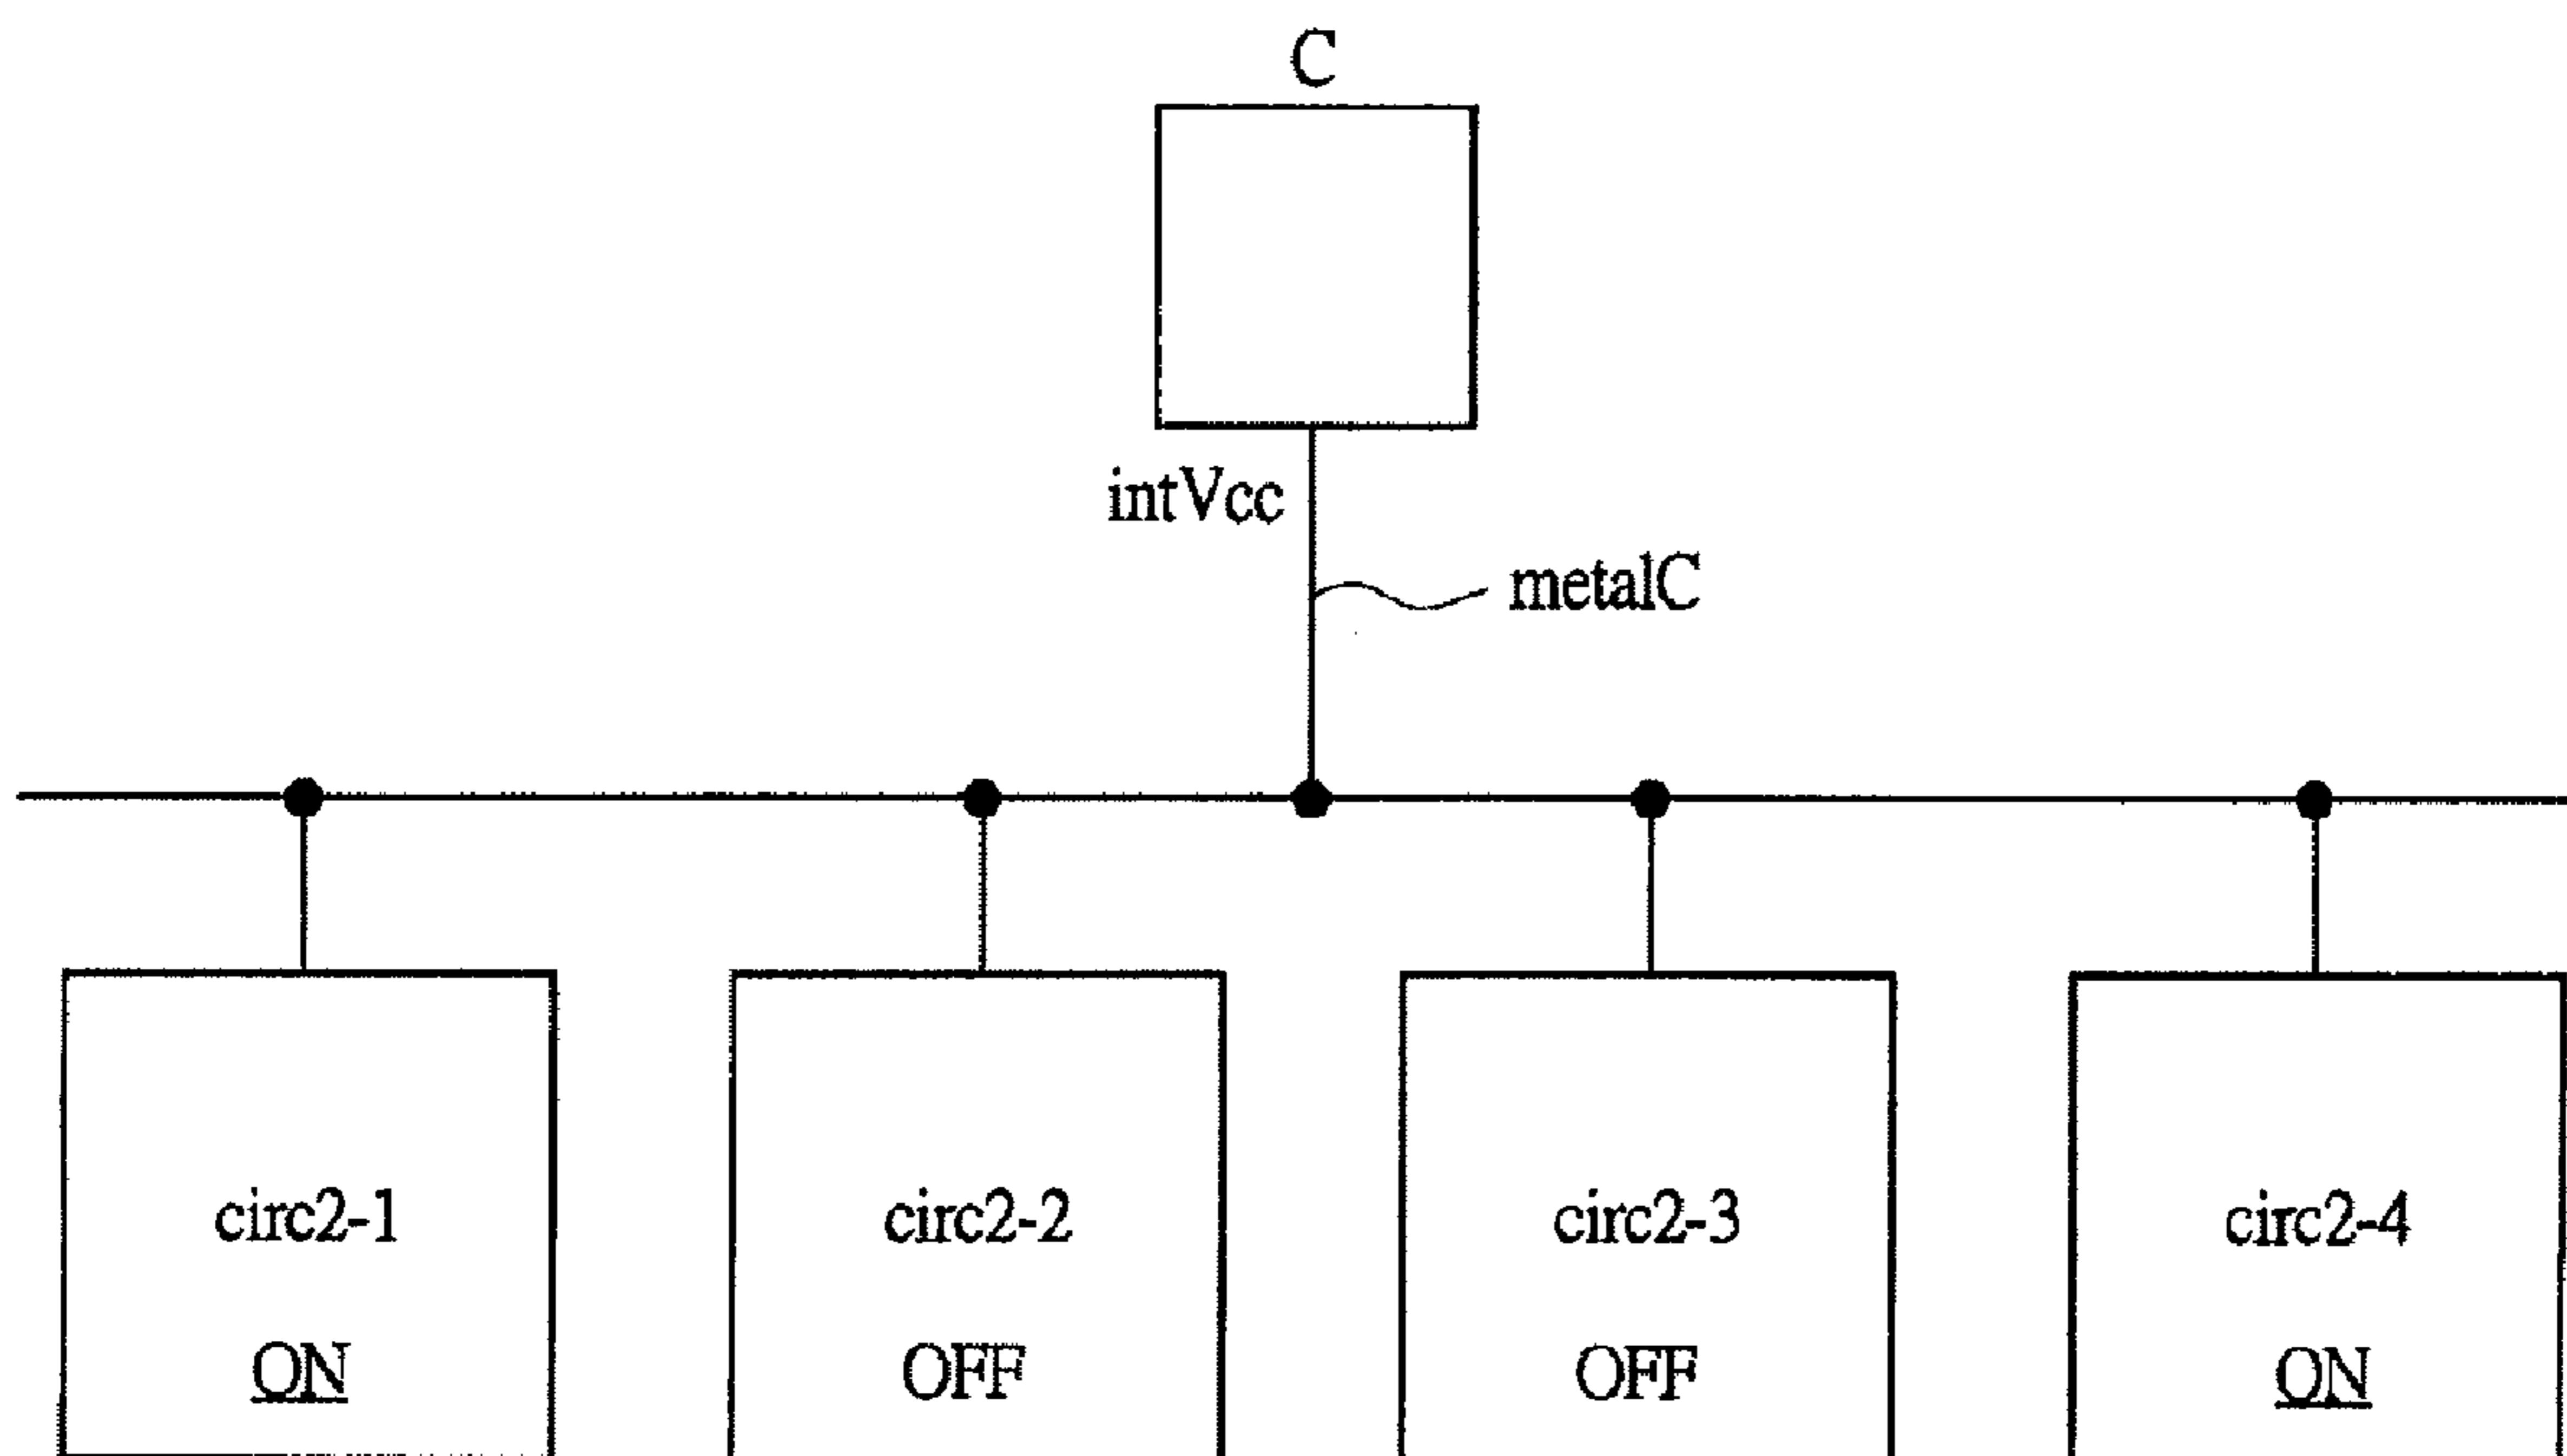 C
intVcc
metalC
circ2-1
circ2-2
circ2-3
circ2-4
ON
OFF
OFF
ON